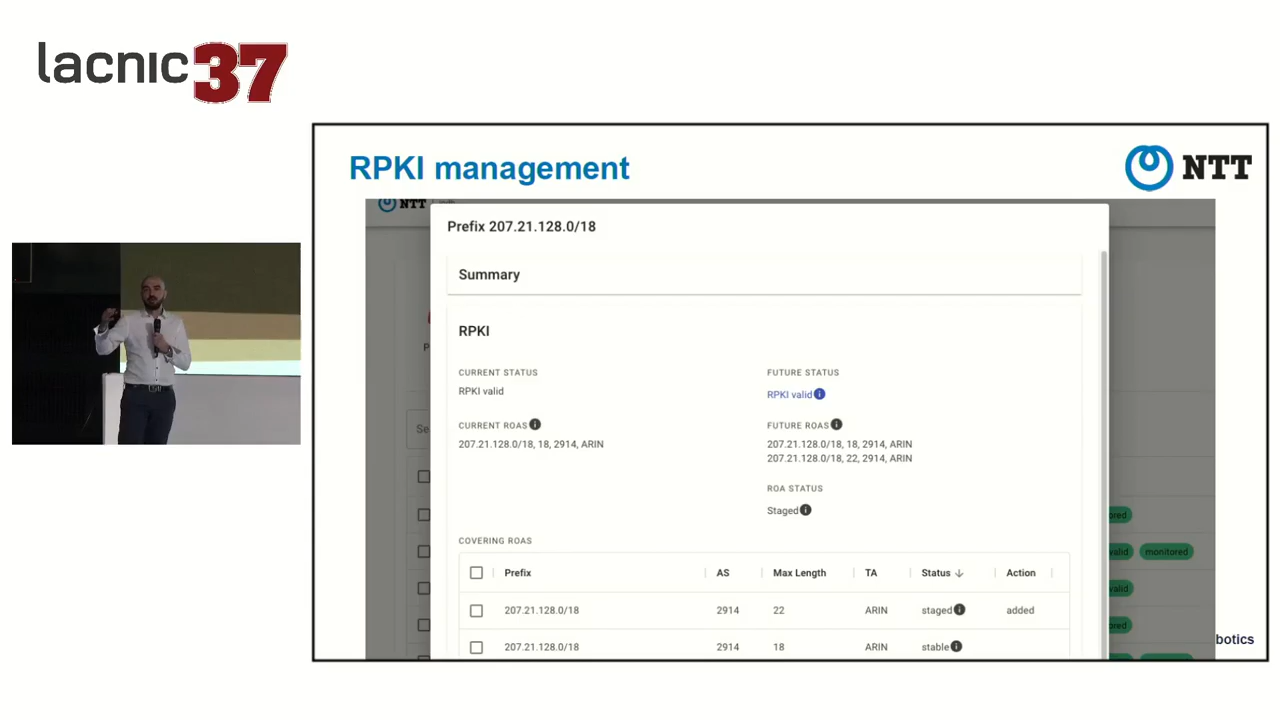 lacnic37
RPKI management
NTT
NTT
Prefix 207.21.128.0/18
Summary
RPKI
CURRENT STATUS
RPKI valid
FUTURE STATUS
RPKI valid
CURRENT ROAS
207.21.128.0/18, 18, 2914, ARIN
FUTURE ROAS
207.21.128.0/18, 18, 2914, ARIN
207.21.128.0/18, 22, 2914, ARIN
ROA STATUS
Staged
COVERING ROAS
Prefix AS Max Length TA Status Action
207.21.128.0/18 2914 22 ARIN staged added
207.21.128.0/18 2914 18 ARIN stable
Se
P
ored
valid monitored
valid
ored
botics